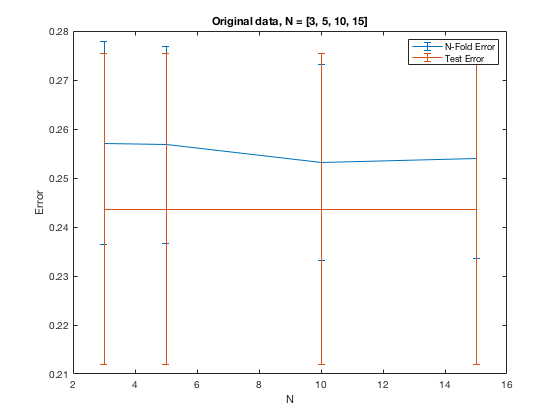 Original data, N = [3, 5, 10, 15]
0.28
N-Fold Error
Test Error
0.27
0.26
0.25
0.24
0.23
0.22
0.21
Error
2 4 6 8 10 12 14 16
N